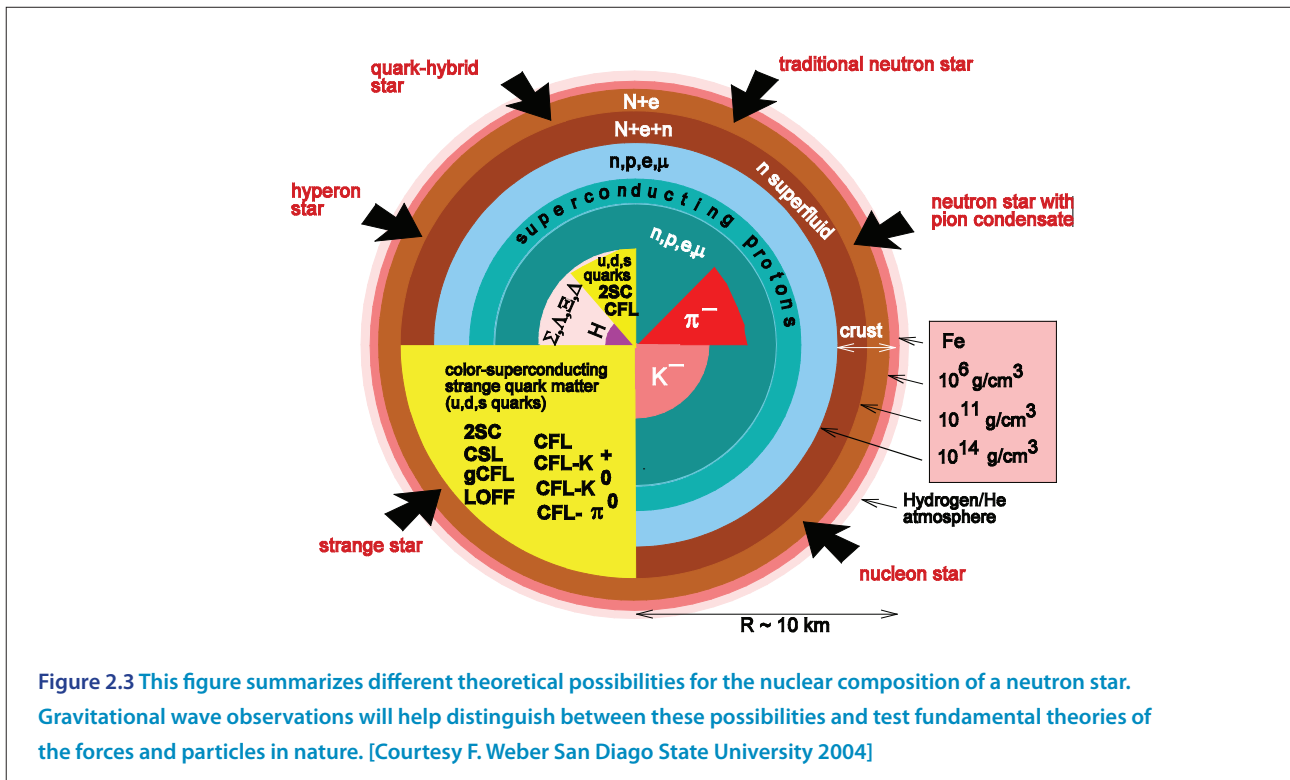 quark-hybrid
star
traditional neutron star
N+e
N+e+n
n,p,e,μ
n superfluid
hyperon
star
neutron star with
pion condensate
superconducting protons
n,p,e,μ
u,d,s
quarks
2SC
CFL
Σ,Λ,Ξ,Δ
H
π⁻
K⁻
crust
Fe
10⁶ g/cm³
10¹¹ g/cm³
10¹⁴ g/cm³
Hydrogen/He
atmosphere
color-superconducting
strange quark matter
(u,d,s quarks)
2SC
CSL
gCFL
LOFF
CFL
CFL-K⁺
CFL-K⁰
CFL- π⁰
strange star
nucleon star
R ~ 10 km
Figure 2.3 This figure summarizes different theoretical possibilities for the nuclear composition of a neutron star.
Gravitational wave observations will help distinguish between these possibilities and test fundamental theories of
the forces and particles in nature. [Courtesy F. Weber San Diago State University 2004]